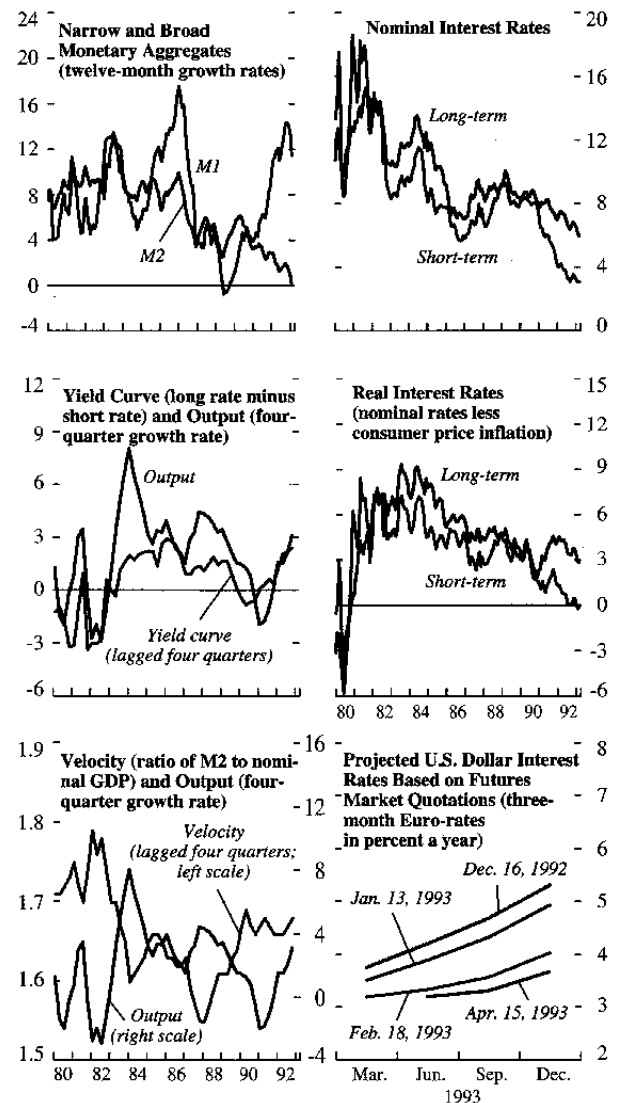 Narrow and Broad
Monetary Aggregates
(twelve-month growth rates)
24
20
16
12
8
4
0
-4
M1
M2
Nominal Interest Rates
20
16
12
8
4
0
Long-term
Short-term
Yield Curve (long rate minus
short rate) and Output (four-
quarter growth rate)
12
9
6
3
0
-3
-6
Output
Yield curve
(lagged four quarters)
Real Interest Rates
(nominal rates less
consumer price inflation)
15
12
9
6
3
0
-3
-6
Long-term
Short-term
80 82 84 86 88 90 92
Velocity (ratio of M2 to nomi-
nal GDP) and Output (four-
quarter growth rate)
1.9
1.8
1.7
1.6
1.5
16
12
8
4
0
-4
Velocity
(lagged four quarters;
left scale)
Output
(right scale)
80 82 84 86 88 90 92
Projected U.S. Dollar Interest
Rates Based on Futures
Market Quotations (three-
month Euro-rates
in percent a year)
8
7
6
5
4
3
2
Dec. 16, 1992
Jan. 13, 1993
Feb. 18, 1993
Apr. 15, 1993
Mar. Jun. Sep. Dec.
1993